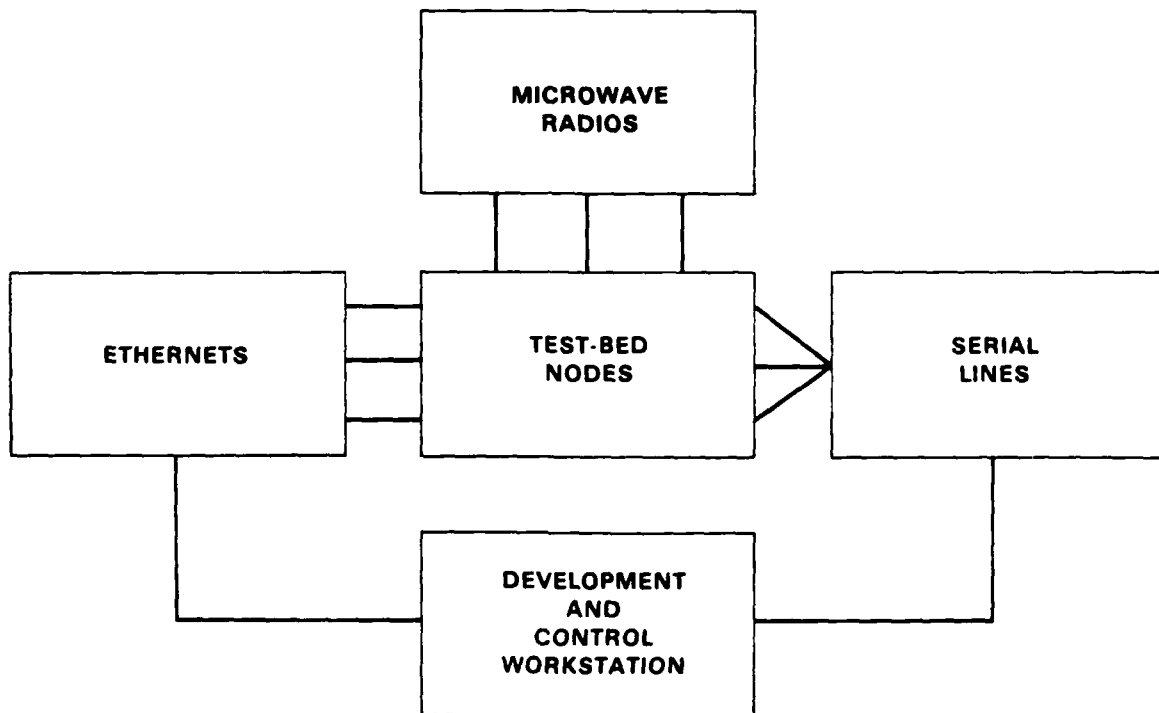 MICROWAVE
RADIOS
ETHERNETS
TEST-BED
NODES
SERIAL
LINES
DEVELOPMENT
AND
CONTROL
WORKSTATION